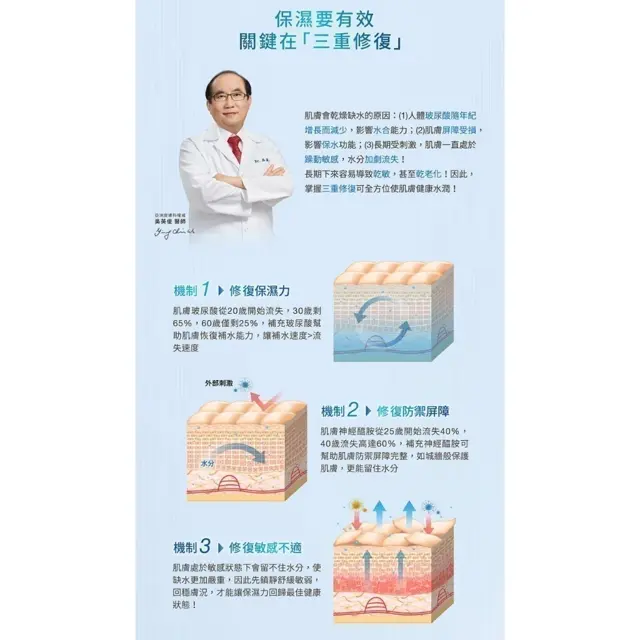 保濕要有效
關鍵在「三重修復」
肌膚會乾燥缺水的原因：(1)人體玻尿酸隨年紀
增長而減少，影響水合能力；(2)肌膚屏障受損，
影響保水功能；(3)長期受刺激，肌膚一直處於
躁動敏感，水分加劇流失！
長期下來容易導致乾敏，甚至乾老化！因此，
掌握三重修復可全方位使肌膚健康水潤！
吳英俊 醫師
機制1 修復保濕力
肌膚玻尿酸從20歲開始流失，30歲剩
65%，60歲僅剩25%，補充玻尿酸幫
助肌膚恢復補水能力，讓補水速度>流
失速度
外部刺激
水分
機制2 修復防禦屏障
肌膚神經醯胺從25歲開始流失40%，
40歲流失高達60%，補充神經醯胺可
幫助肌膚防禦屏障完整，如城牆般保護
肌膚，更能留住水分
機制3 修復敏感不適
肌膚處於敏感狀態下會留不住水分，使
缺水更加嚴重，因此先鎮靜舒緩敏弱，
回穩膚況，才能讓保濕力回歸最佳健康
狀態！